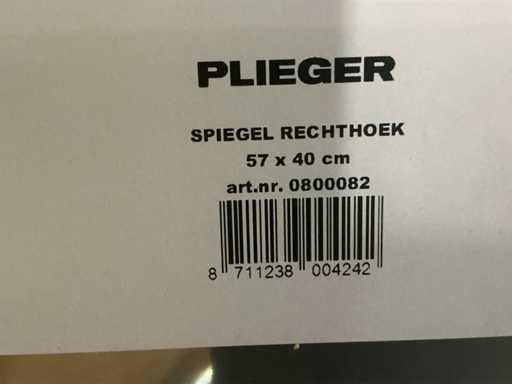 PLIEGER
SPIEGEL RECHTHOEK
57 x 40 cm
art.nr. 0800082
8 711238 004242